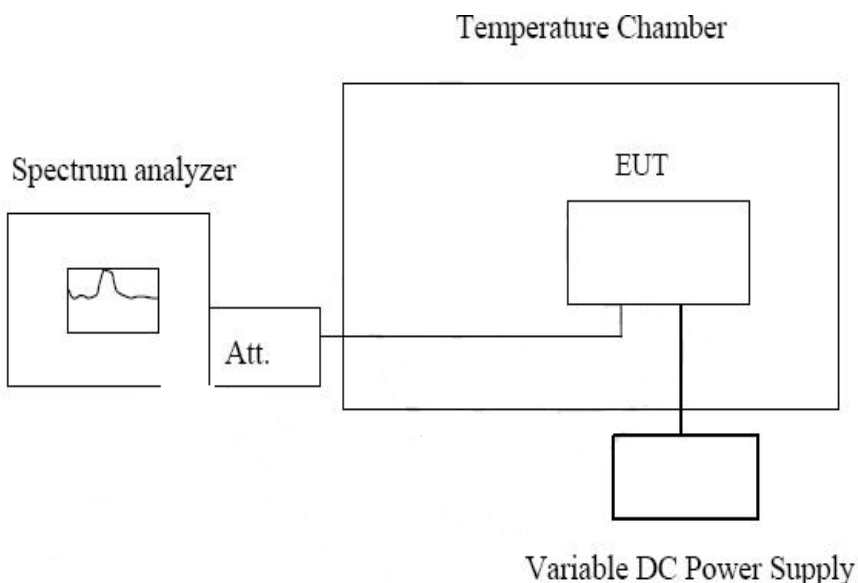 Temperature Chamber
Spectrum analyzer
EUT
Att.
Variable DC Power Supply